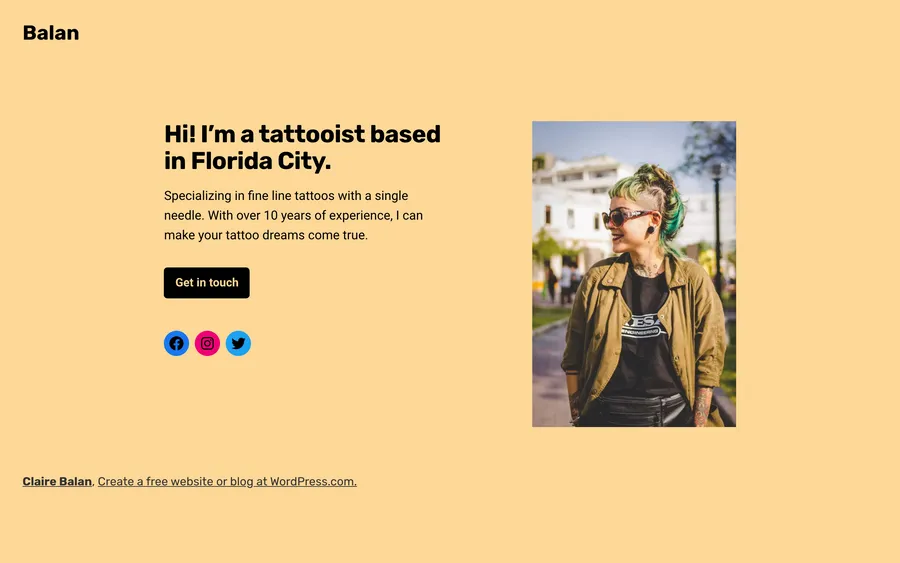 Balan
Hi! I’m a tattooist based
in Florida City.
Specializing in fine line tattoos with a single
needle. With over 10 years of experience, I can
make your tattoo dreams come true.
Get in touch
Claire Balan, Create a free website or blog at WordPress.com.